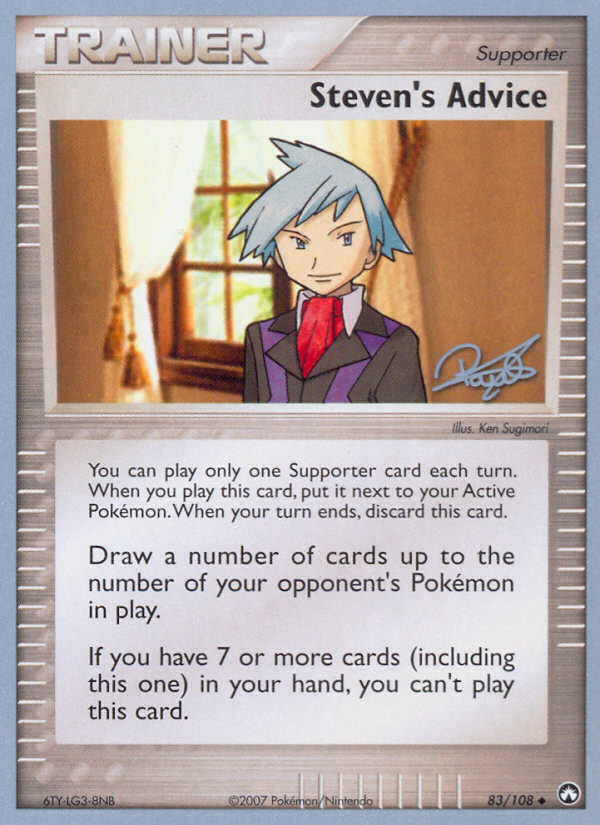 TRAINER
Supporter
Steven's Advice
Illus. Ken Sugimori
You can play only one Supporter card each turn.
When you play this card, put it next to your Active
Pokémon. When your turn ends, discard this card.
Draw a number of cards up to the
number of your opponent's Pokémon
in play.
If you have 7 or more cards (including
this one) in your hand, you can't play
this card.
6TY-LG3-8NB
©2007 Pokémon/Nintendo
83/108